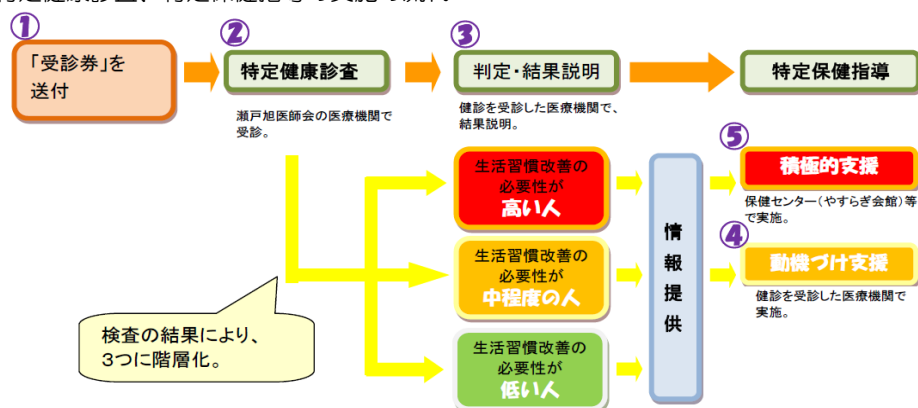 ①
「受診券」を
送付
②
特定健康診査
瀬戸旭医師会の医療機関で
受診。
③
判定・結果説明
健診を受診した医療機関で、
結果説明。
特定保健指導
生活習慣改善の
必要性が
高い人
生活習慣改善の
必要性が
中程度の人
生活習慣改善の
必要性が
低い人
情
報
提
供
⑤
積極的支援
保健センター(やすらぎ会館)等
で実施。
④
動機づけ支援
健診を受診した医療機関で
実施。
検査の結果により、
3つに階層化。